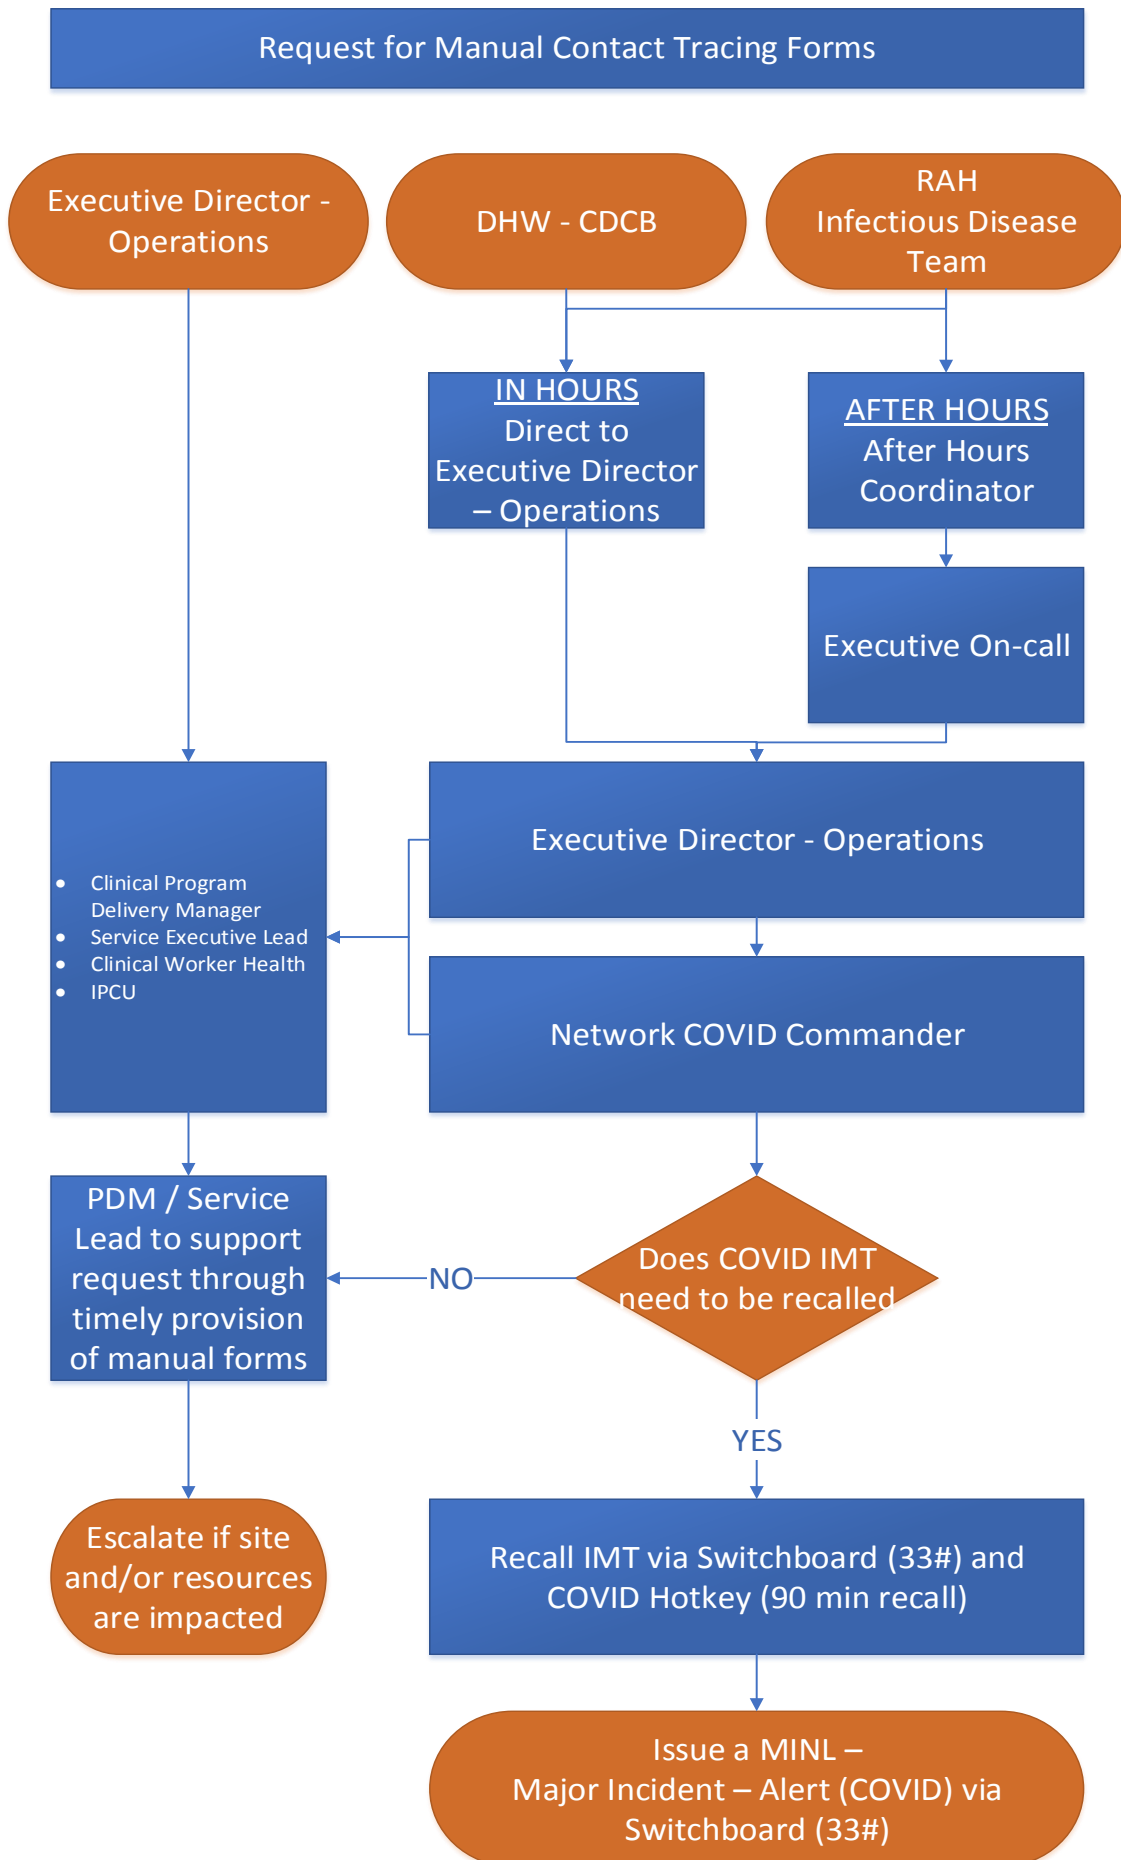 Request for Manual Contact Tracing Forms
Executive Director -
Operations
DHW - CDCB
RAH
Infectious Disease
Team
IN HOURS
Direct to
Executive Director
– Operations
AFTER HOURS
After Hours
Coordinator
Executive On-call
• Clinical Program
Delivery Manager
• Service Executive Lead
• Clinical Worker Health
• IPCU
Executive Director - Operations
Network COVID Commander
PDM / Service
Lead to support
request through
timely provision
of manual forms
NO
Does COVID IMT
need to be recalled
YES
Escalate if site
and/or resources
are impacted
Recall IMT via Switchboard (33#) and
COVID Hotkey (90 min recall)
Issue a MINL –
Major Incident – Alert (COVID) via
Switchboard (33#)